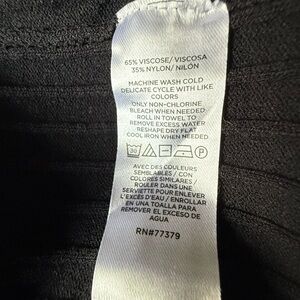 65% VISCOSE/ VISCOSA
35% NYLON/ NILÓN
MACHINE WASH COLD
DELICATE CYCLE WITH LIKE
COLORS
ONLY NON-CHLORINE
BLEACH WHEN NEEDED
ROLL IN TOWEL TO
REMOVE EXCESS WATER
RESHAPE DRY FLAT
COOL IRON WHEN NEEDED
30 P
AVEC DES COULEURS
SEMBLABLES / CON
COLORES SIMILARES /
ROULER DANS UNE
SERVIETTE POUR ENLEVER
L'EXCÈS D'EAU / ENROLLAR
EN UNA TOALLA PARA
REMOVER EL EXCESO DE
AGUA
RN#77379